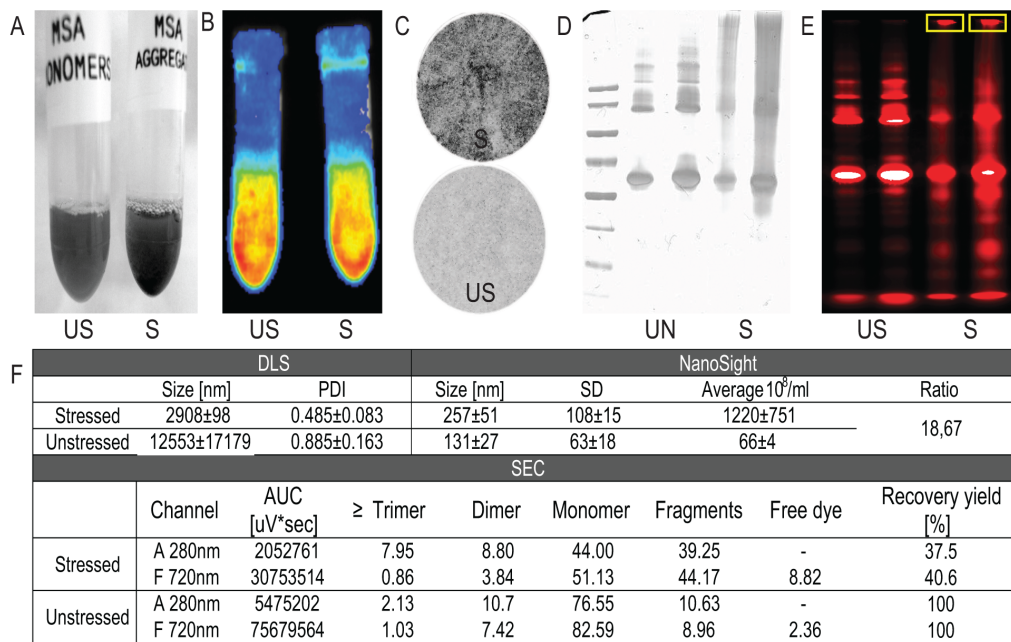 A
B
C
D
E
MSA
ONOMERS
MSA
AGGREGAT
S
US
US S
US S
UN S
US S
F
DLS NanoSight
Size [nm] PDI Size [nm] SD Average 10⁸/ml Ratio
Stressed 2908±98 0.485±0.083 257±51 108±15 1220±751 18,67
Unstressed 12553±17179 0.885±0.163 131±27 63±18 66±4
SEC
Channel AUC [uV*sec] ≥ Trimer Dimer Monomer Fragments Free dye Recovery yield [%]
Stressed A 280nm 2052761 7.95 8.80 44.00 39.25 - 37.5
F 720nm 30753514 0.86 3.84 51.13 44.17 8.82 40.6
Unstressed A 280nm 5475202 2.13 10.7 76.55 10.63 - 100
F 720nm 75679564 1.03 7.42 82.59 8.96 2.36 100